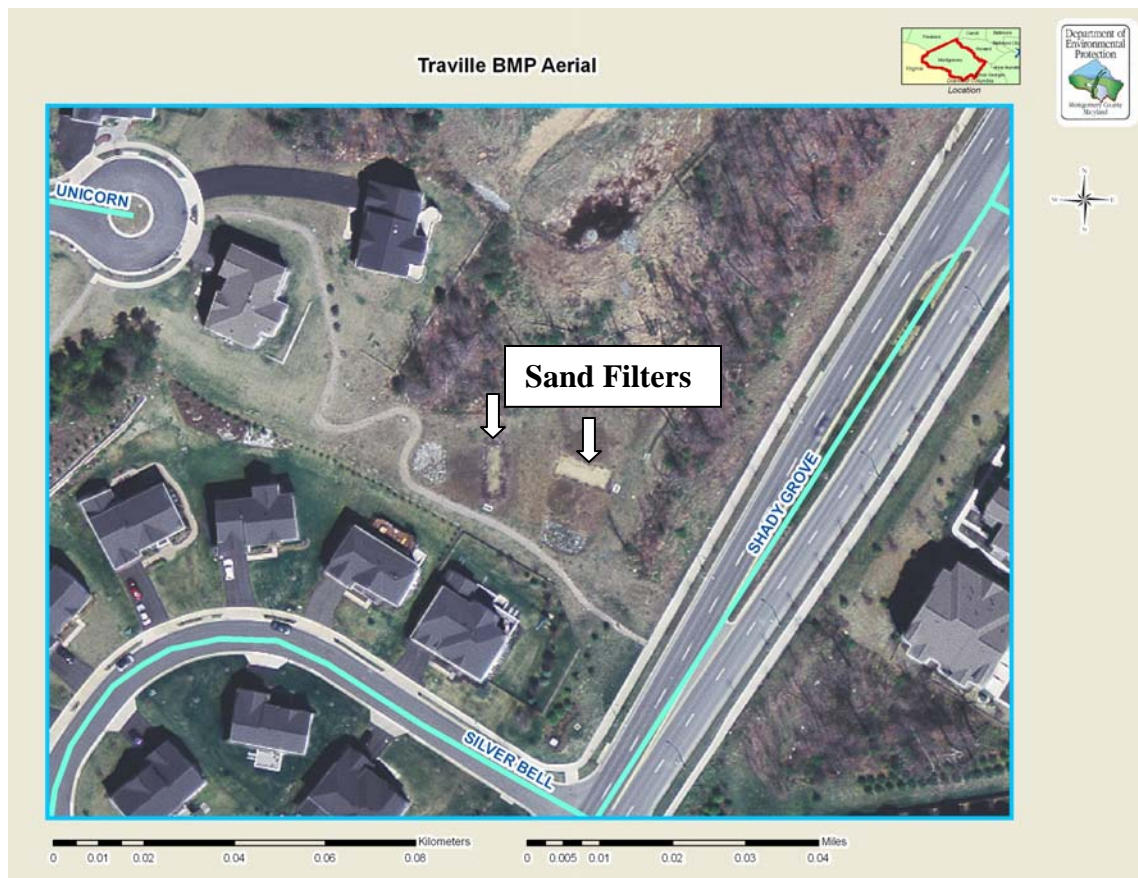 Traville BMP Aerial
Location
Department of
Environmental
Protection
Montgomery County
Maryland
N
W
E
S
UNICORN
Sand Filters
SHADY GROVE
SILVER BELL
Kilometers
0 0.01 0.02 0.04 0.06 0.08
Miles
0 0.005 0.01 0.02 0.03 0.04